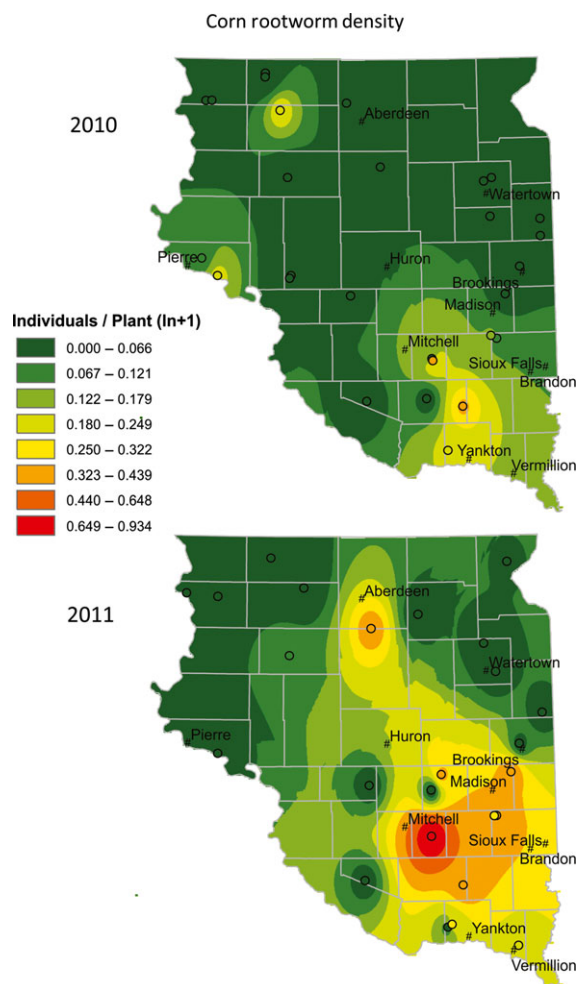 Corn rootworm density
2010
#Aberdeen
#Watertown
Pierre#
#Huron
Brookings#
Madison#
Individuals / Plant (ln+1)
0.000 – 0.066
0.067 – 0.121
0.122 – 0.179
0.180 – 0.249
0.250 – 0.322
0.323 – 0.439
0.440 – 0.648
0.649 – 0.934
#Mitchell
Sioux Falls##
Brandon
#Yankton
#Vermillion
2011
#Aberdeen
#Watertown
#Pierre
#Huron
#
Brookings
Madison#
#Mitchell
Sioux Falls##
Brandon
#Yankton
#
Vermillion